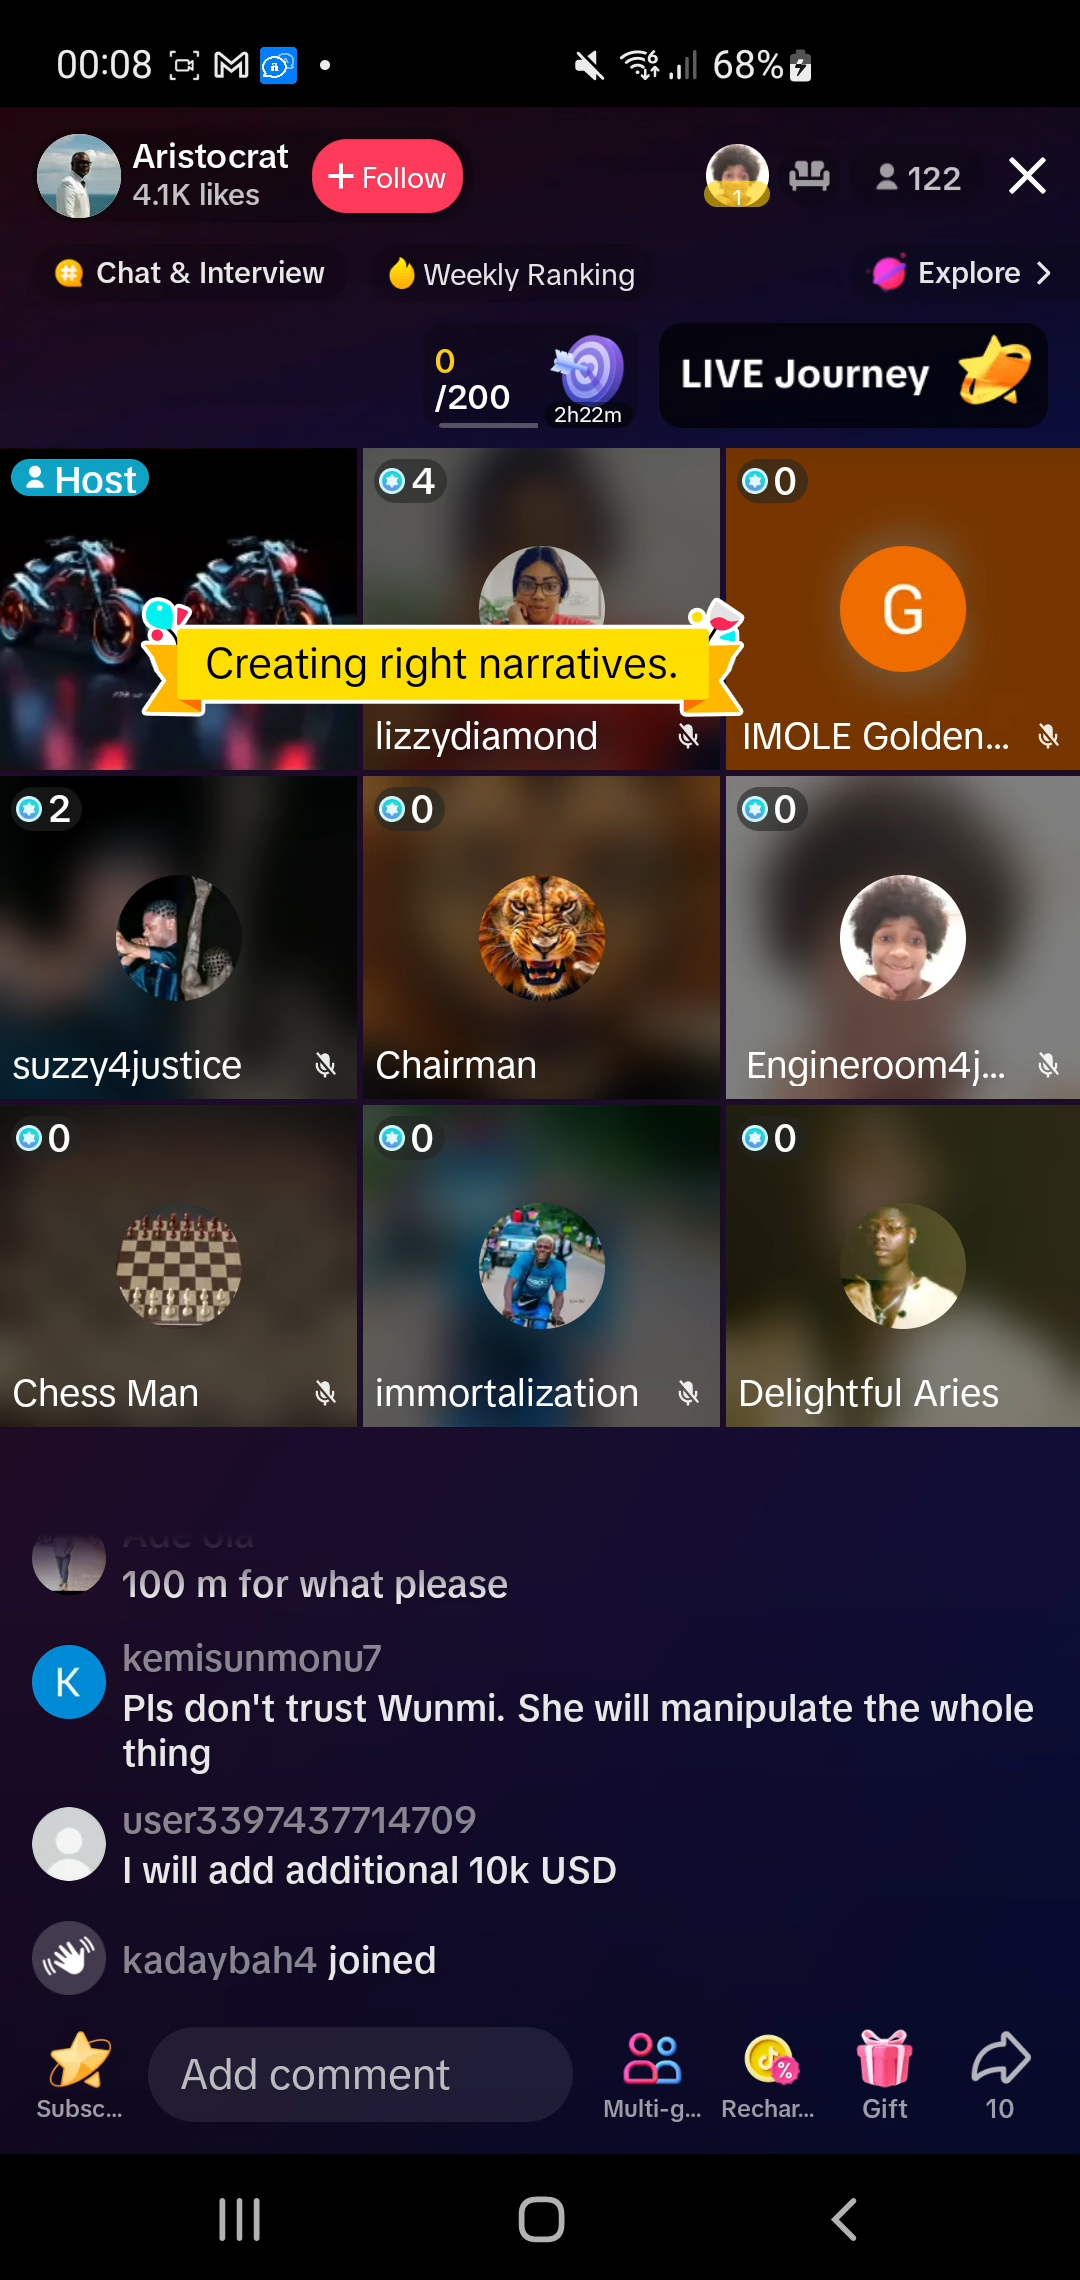 00:08
68%
Aristocrat
4.1K likes
+ Follow
1
122
Chat & Interview
Weekly Ranking
Explore >
0
/200
2h22m
LIVE Journey
Host
4
0
Creating right narratives.
lizzydiamond
G
IMOLE Golden...
2
0
0
suzzy4justice
Chairman
Engineroom4j...
0
0
0
Chess Man
immortalization
Delightful Aries
Ade ola
100 m for what please
K
kemisunmonu7
Pls don't trust Wunmi. She will manipulate the whole
thing
user3397437714709
I will add additional 10k USD
kadaybah4 joined
Subsc...
Add comment
Multi-g...
Rechar...
Gift
10